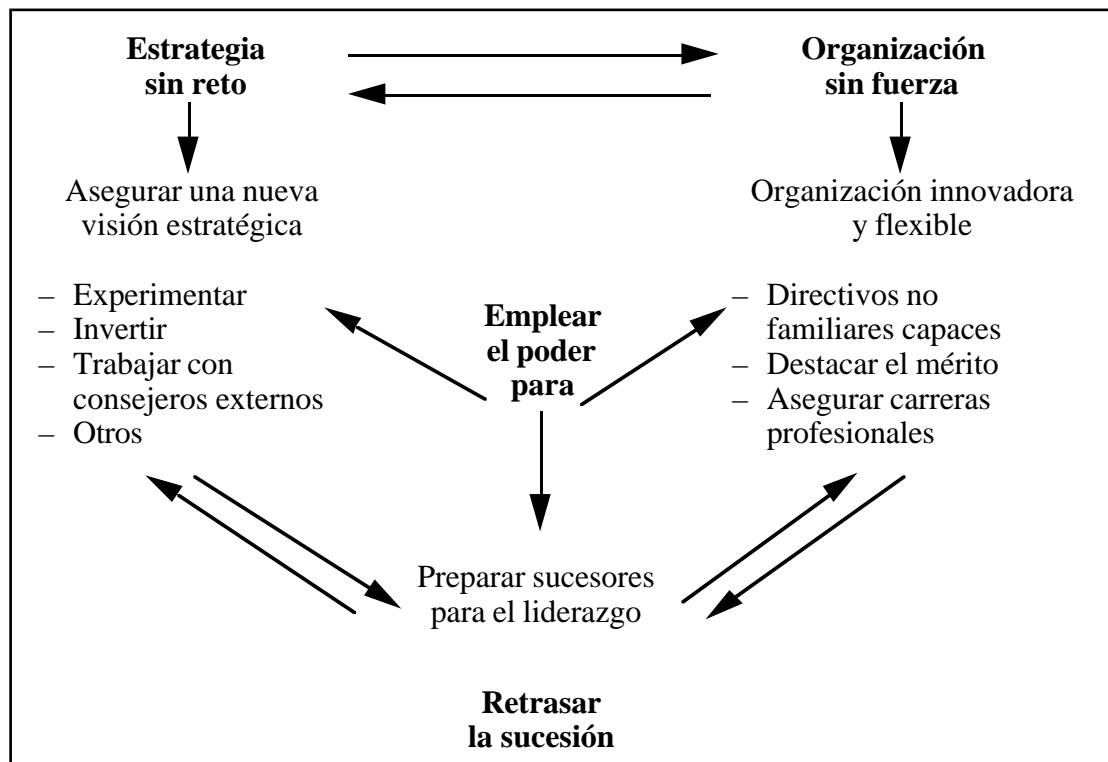 Estrategia
sin reto
Organización
sin fuerza
Asegurar una nueva
visión estratégica
Organización innovadora
y flexible
– Experimentar
– Invertir
– Trabajar con
consejeros externos
– Otros
Emplear
el poder
para
– Directivos no
familiares capaces
– Destacar el mérito
– Asegurar carreras
profesionales
Preparar sucesores
para el liderazgo
Retrasar
la sucesión